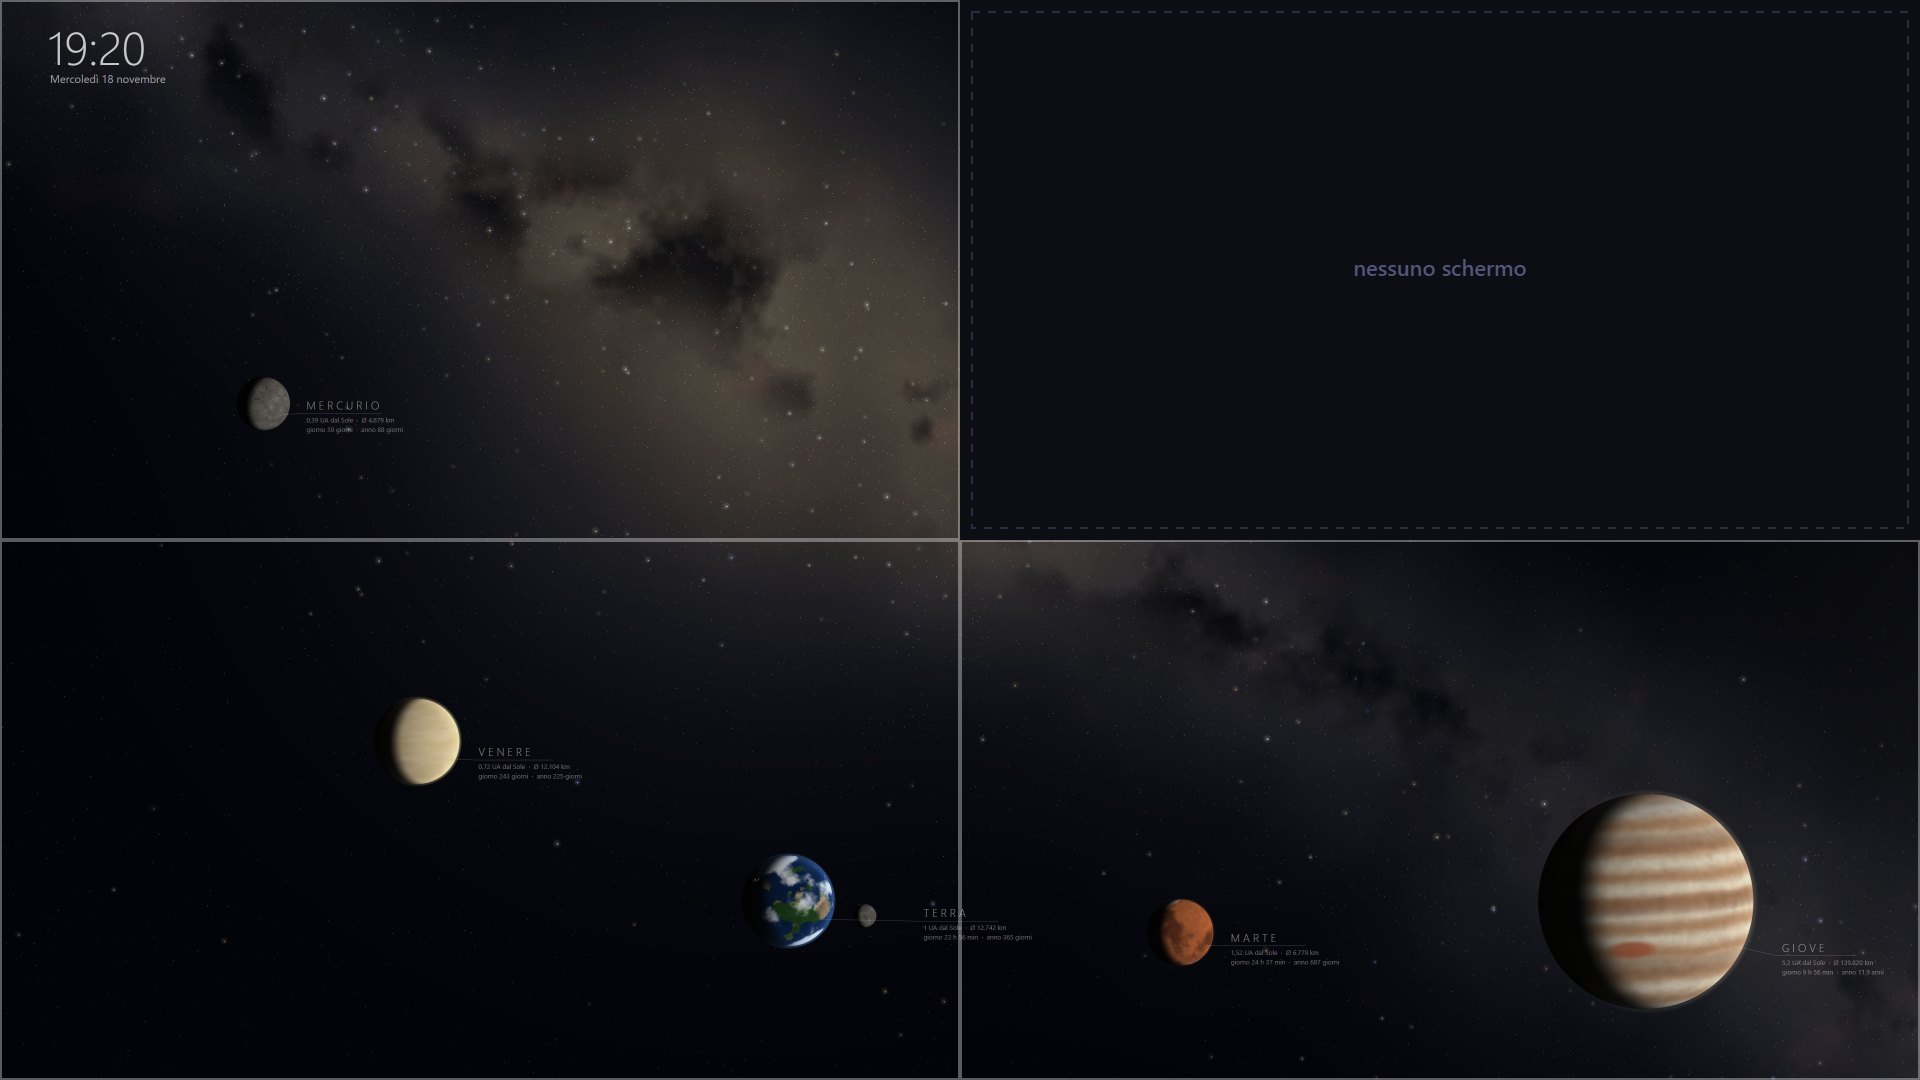 19:20
Mercoledì 18 novembre
nessuno schermo
MERCURIO
0,39 UA dal Sole · Ø 4.879 km
giorno 59 giorni · anno 88 giorni
VENERE
0,72 UA dal Sole · Ø 12.104 km
giorno 243 giorni · anno 225 giorni
TERRA
1 UA dal Sole · Ø 12.742 km
giorno 23 h 56 min · anno 365 giorni
MARTE
1,52 UA dal Sole · Ø 6.779 km
giorno 24 h 37 min · anno 687 giorni
GIOVE
5,2 UA dal Sole · Ø 139.820 km
giorno 9 h 56 min · anno 11,9 anni